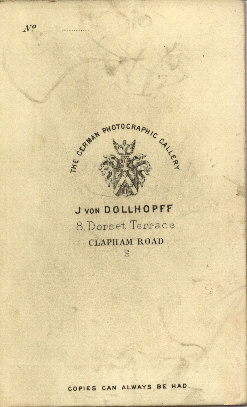 Nº
THE GERMAN PHOTOGRAPHIC GALLERY
J VON DOLLHOPFF
8, Dorset Terrace
CLAPHAM ROAD
S
COPIES CAN ALWAYS BE HAD